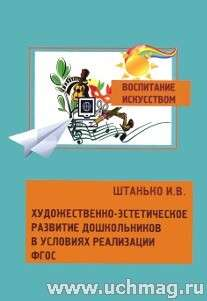 ВОСПИТАНИЕ
ИСКУССТВОМ
ШТАНЬКО И.В.
ХУДОЖЕСТВЕННО-ЭСТЕТИЧЕСКОЕ
РАЗВИТИЕ ДОШКОЛЬНИКОВ
В УСЛОВИЯХ РЕАЛИЗАЦИИ
ФГОС
www.uchmag.ru